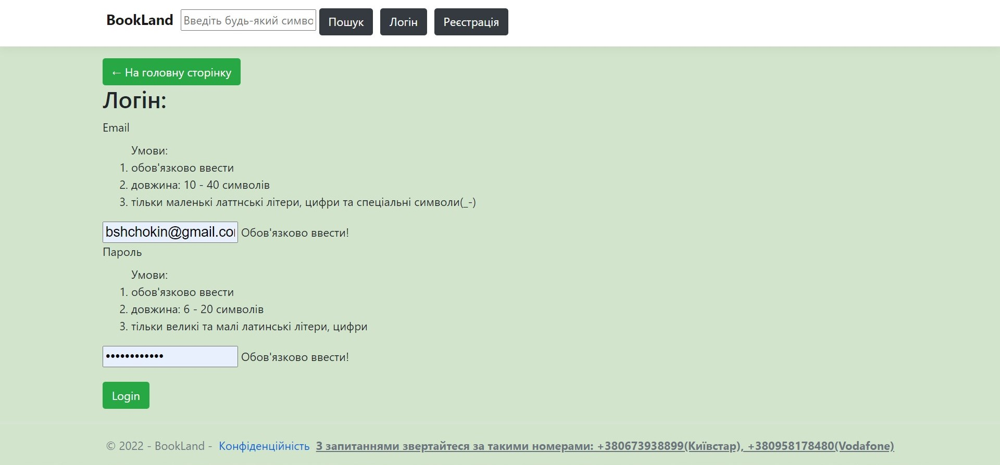 BookLand Введіть будь-який симво Пошук Логін Реєстрація
← На головну сторінку
Логін:
Email
Умови:
1. обов'язково ввести
2. довжина: 10 - 40 символів
3. тільки маленькі латтнські літери, цифри та спеціальні символи(_-)
bshchokin@gmail.co Обов'язково ввести!
Пароль
Умови:
1. обов'язково ввести
2. довжина: 6 - 20 символів
3. тільки великі та малі латинські літери, цифри
•••••••••••• Обов'язково ввести!
Login
© 2022 - BookLand - Конфіденційність З запитаннями звертайтеся за такими номерами: +380673938899(Київстар), +380958178480(Vodafone)